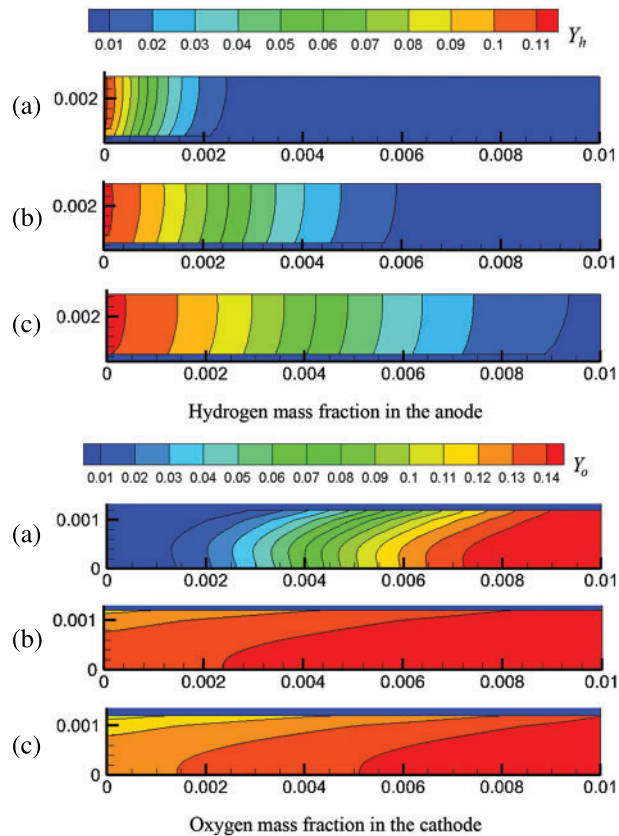 0.01 0.02 0.03 0.04 0.05 0.06 0.07 0.08 0.09 0.1 0.11 Y_h
(a)
0.002
0 0.002 0.004 0.006 0.008 0.01
(b)
0.002
0 0.002 0.004 0.006 0.008 0.01
(c)
0.002
0 0.002 0.004 0.006 0.008 0.01
Hydrogen mass fraction in the anode
0.01 0.02 0.03 0.04 0.05 0.06 0.07 0.08 0.09 0.1 0.11 0.12 0.13 0.14 Y_o
(a)
0.001
0
0 0.002 0.004 0.006 0.008 0.01
(b)
0.001
0
0 0.002 0.004 0.006 0.008 0.01
(c)
0.001
0
0 0.002 0.004 0.006 0.008 0.01
Oxygen mass fraction in the cathode